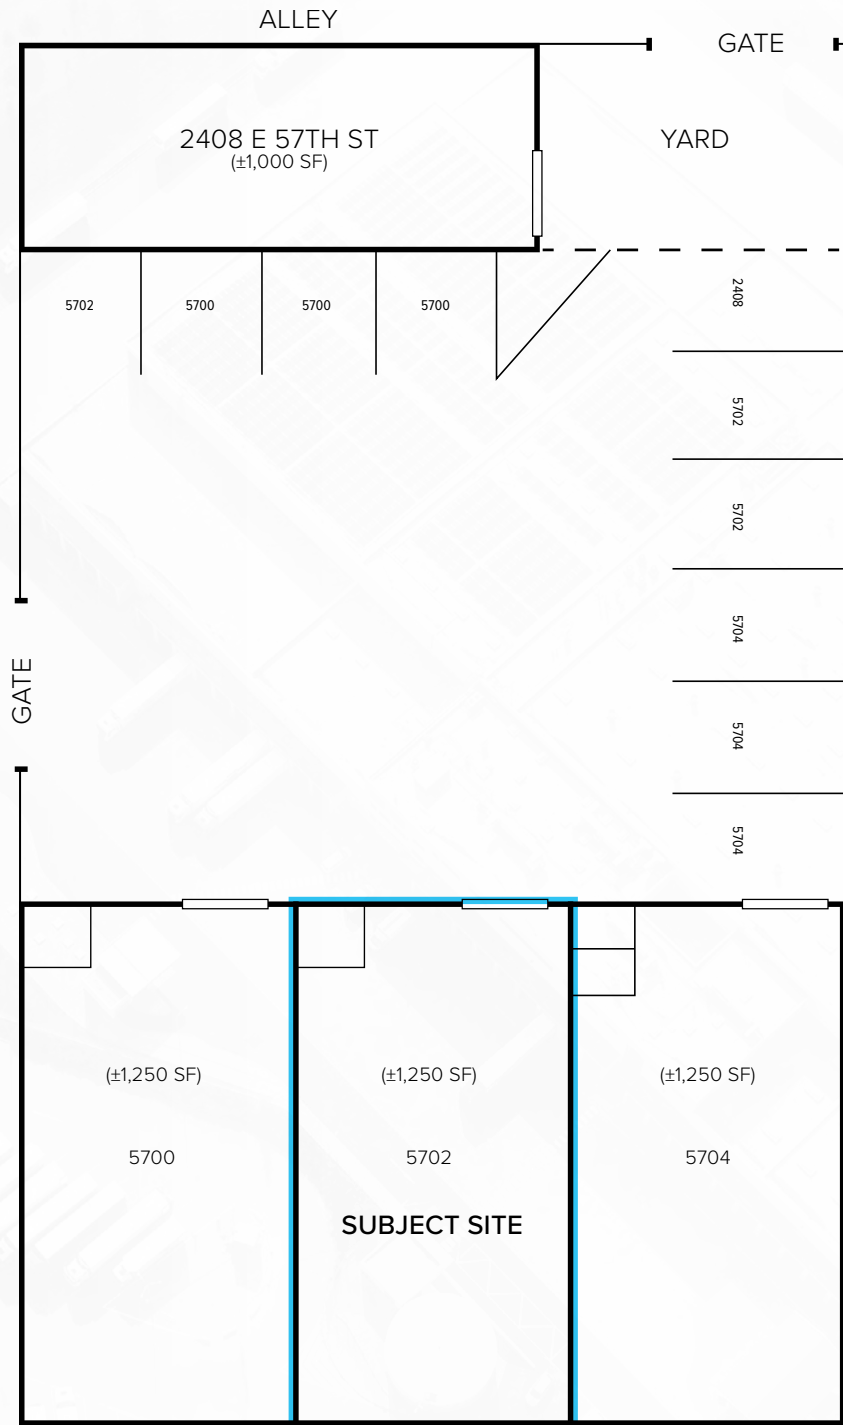 ALLEY
GATE
2408 E 57TH ST
(±1,000 SF)
YARD
5702
5700
5700
5700
2408
5702
5702
5704
5704
5704
GATE
(±1,250 SF)
(±1,250 SF)
(±1,250 SF)
5700
5702
5704
SUBJECT SITE